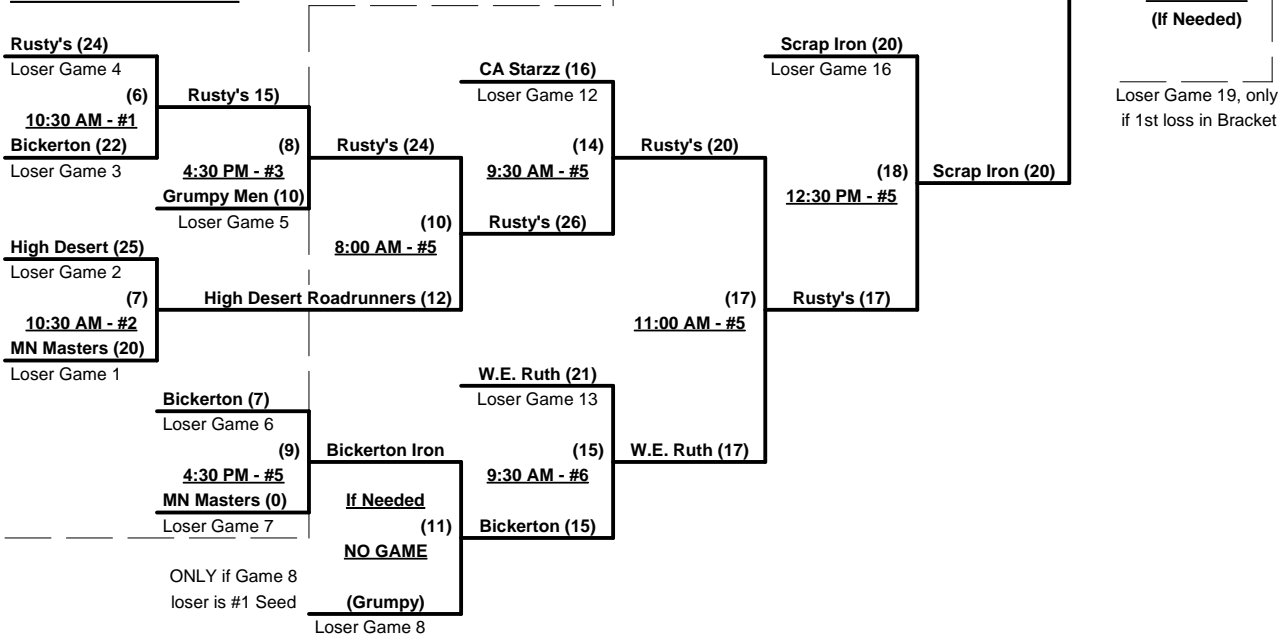 (If Needed)
Rusty's (24)
Scrap Iron (20)
Loser Game 4
CA Starzz (16)
Loser Game 16
(6)
Rusty's 15)
Loser Game 12
Loser Game 19, only
10:30 AM - #1
if 1st loss in Bracket
Bickerton (22)
(8)
Rusty's (24)
(14)
Rusty's (20)
Loser Game 3
4:30 PM - #3
9:30 AM - #5
(18)
Scrap Iron (20)
Grumpy Men (10)
12:30 PM - #5
Loser Game 5
(10)
Rusty's (26)
High Desert (25)
8:00 AM - #5
Loser Game 2
(7)
High Desert Roadrunners (12)
(17)
Rusty's (17)
10:30 AM - #2
11:00 AM - #5
MN Masters (20)
Loser Game 1
W.E. Ruth (21)
Bickerton (7)
Loser Game 13
Loser Game 6
(9)
Bickerton Iron
(15)
W.E. Ruth (17)
4:30 PM - #5
9:30 AM - #6
MN Masters (0)
If Needed
Loser Game 7
(11)
Bickerton (15)
NO GAME
ONLY if Game 8
loser is #1 Seed
(Grumpy)
Loser Game 8